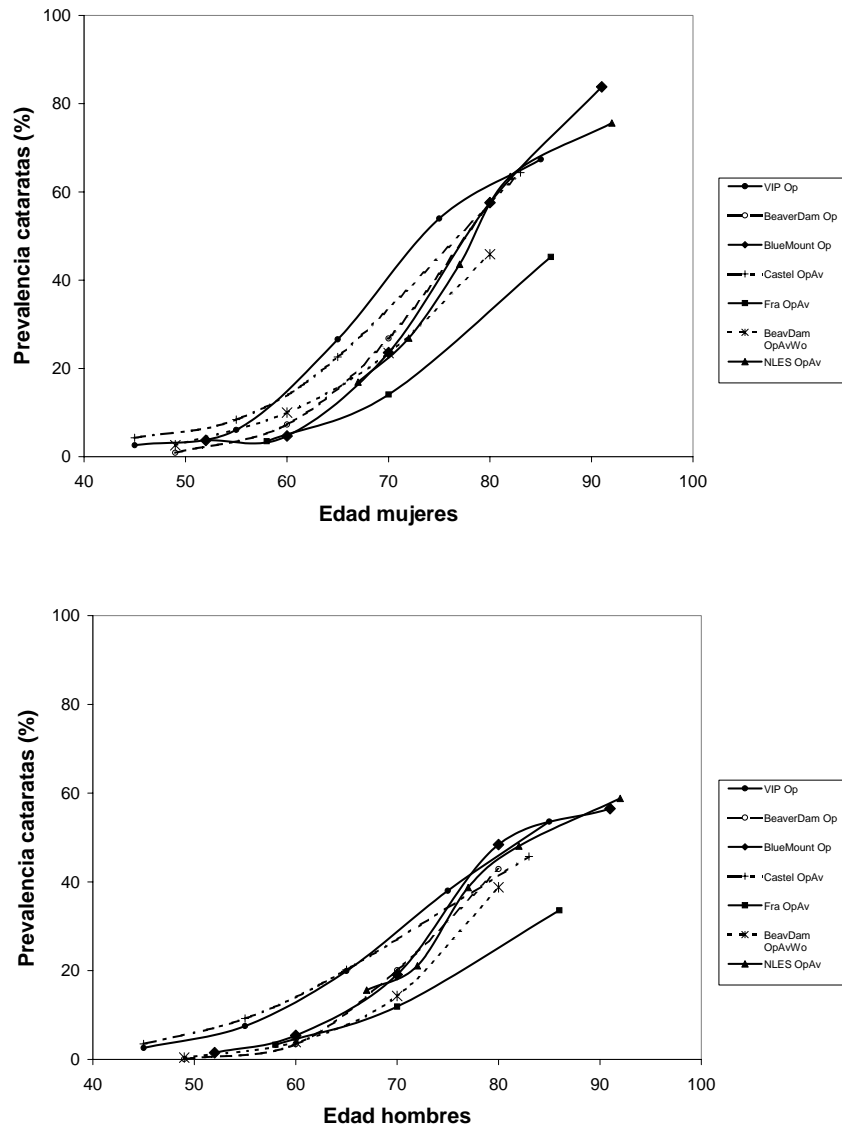 100
80
60
40
20
0
Prevalencia cataratas (%)
40 50 60 70 80 90 100
Edad mujeres
VIP Op
BeaverDam Op
BlueMount Op
Castel OpAv
Fra OpAv
BeavDam
OpAvWo
NLES OpAv
100
80
60
40
20
0
Prevalencia cataratas (%)
40 50 60 70 80 90 100
Edad hombres
VIP Op
BeaverDam Op
BlueMount Op
Castel OpAv
Fra OpAv
BeavDam
OpAvWo
NLES OpAv